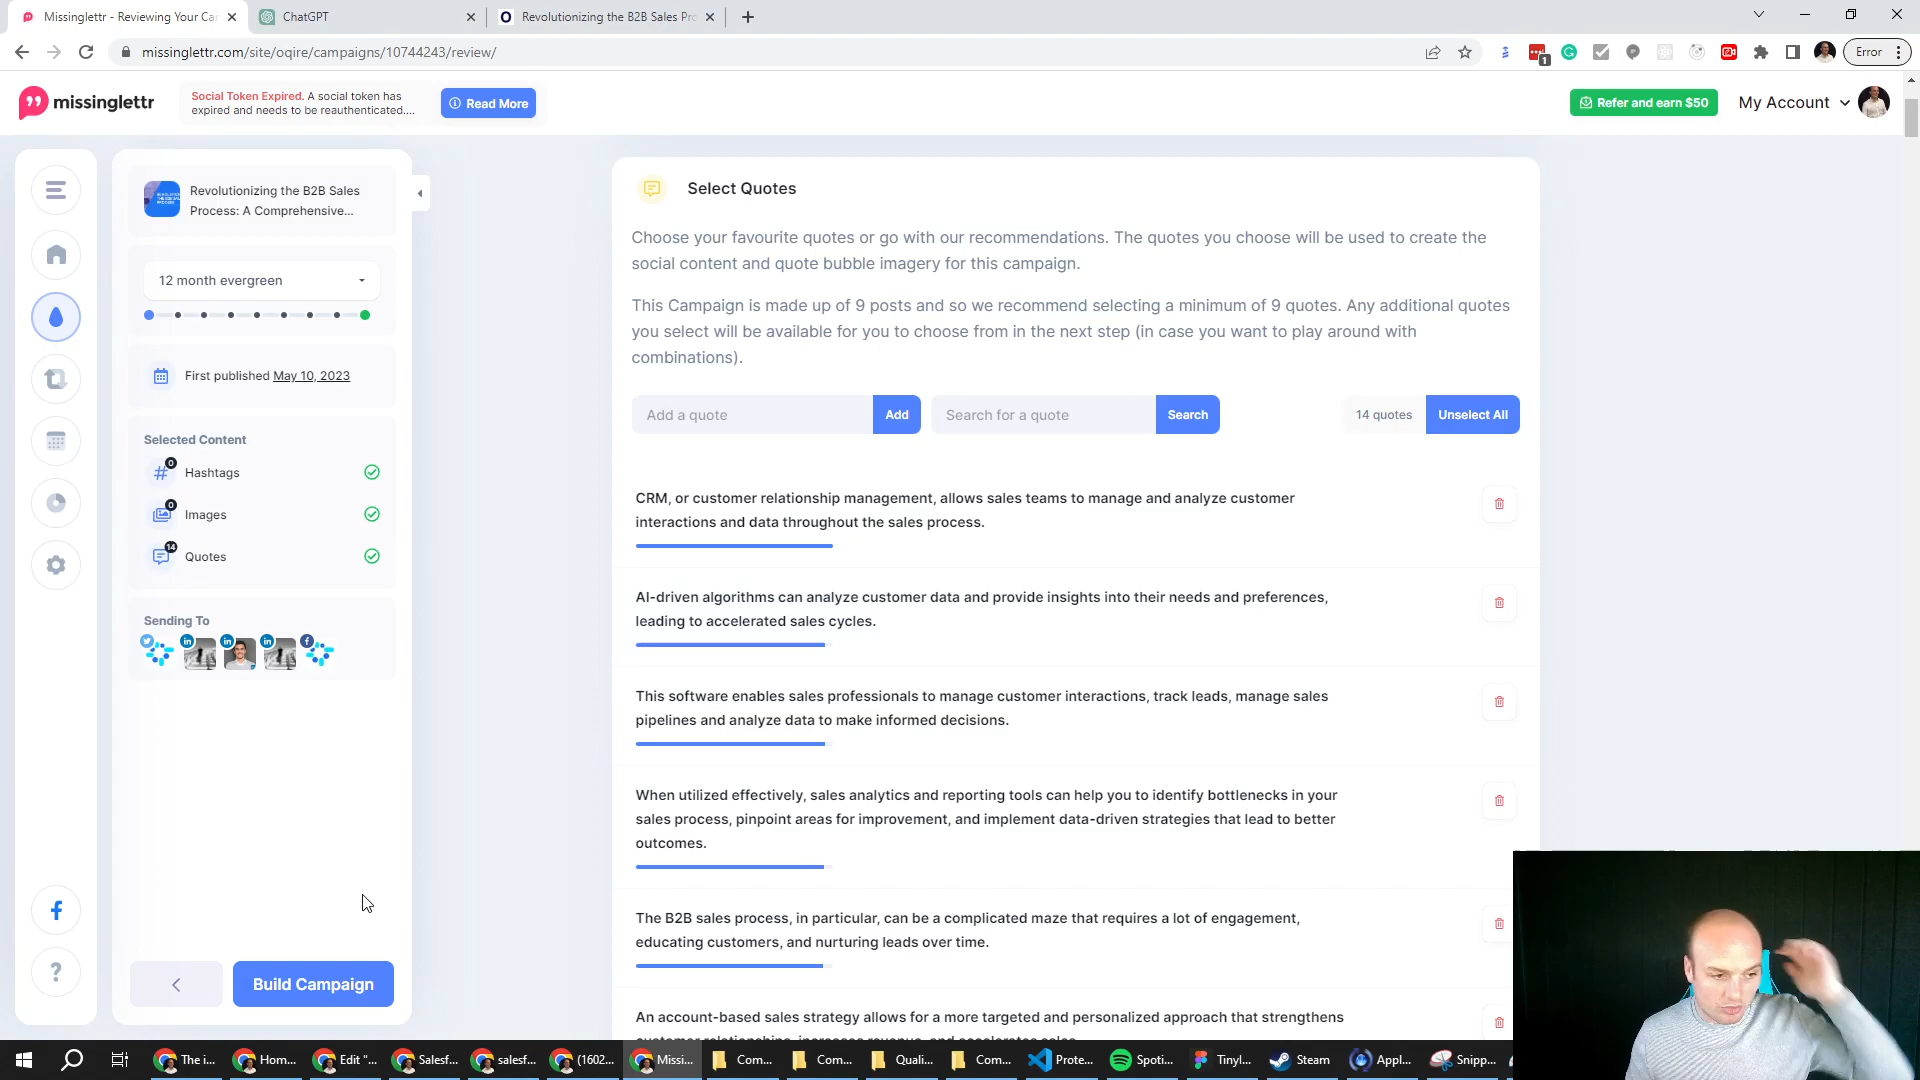 Missinglettr - Reviewing Your Car
ChatGPT
Revolutionizing the B2B Sales Pro
missinglettr.com/site/oqire/campaigns/10744243/review/
1
Error
missinglettr
Social Token Expired. A social token has
expired and needs to be reauthenticated....
Read More
Refer and earn $50
My Account
Revolutionizing the B2B Sales
Process: A Comprehensive...
12 month evergreen
First published May 10, 2023
Selected Content
0
Hashtags
0
Images
14
Quotes
Sending To
Build Campaign
Select Quotes
Choose your favourite quotes or go with our recommendations. The quotes you choose will be used to create the
social content and quote bubble imagery for this campaign.
This Campaign is made up of 9 posts and so we recommend selecting a minimum of 9 quotes. Any additional quotes
you select will be available for you to choose from in the next step (in case you want to play around with
combinations).
Add a quote
Add
Search for a quote
Search
14 quotes
Unselect All
CRM, or customer relationship management, allows sales teams to manage and analyze customer
interactions and data throughout the sales process.
AI-driven algorithms can analyze customer data and provide insights into their needs and preferences,
leading to accelerated sales cycles.
This software enables sales professionals to manage customer interactions, track leads, manage sales
pipelines and analyze data to make informed decisions.
When utilized effectively, sales analytics and reporting tools can help you to identify bottlenecks in your
sales process, pinpoint areas for improvement, and implement data-driven strategies that lead to better
outcomes.
The B2B sales process, in particular, can be a complicated maze that requires a lot of engagement,
educating customers, and nurturing leads over time.
An account-based sales strategy allows for a more targeted and personalized approach that strengthens
customer relationships, increases revenue, and accelerates sales.
The i...
Hom...
Edit "...
Salesf...
salesf...
(1602...
Missi...
Com...
Com...
Quali...
Com...
Prote...
Spoti...
Tinyl...
Steam
Appl...
Snipp...